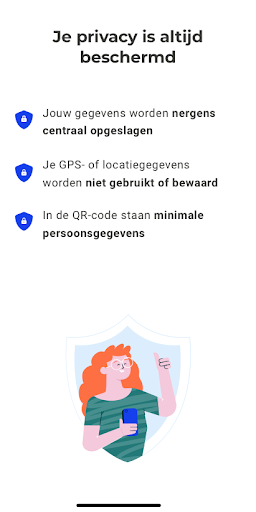 Je privacy is altijd
beschermd
Jouw gegevens worden nergens
centraal opgeslagen
Je GPS- of locatiegegevens
worden niet gebruikt of bewaard
In de QR-code staan minimale
persoonsgegevens